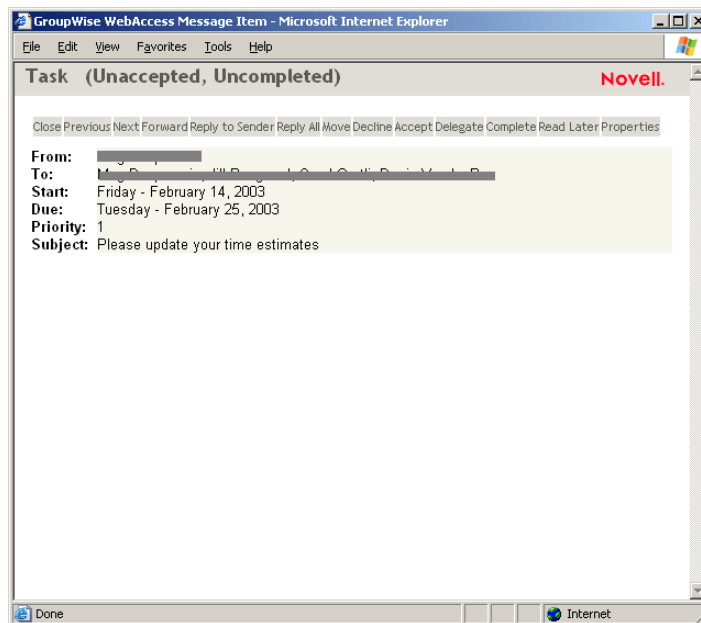 GroupWise WebAccess Message Item - Microsoft Internet Explorer
File Edit View Favorites Tools Help
Task (Unaccepted, Uncompleted) Novell.
Close Previous Next Forward Reply to Sender Reply All Move Decline Accept Delegate Complete Read Later Properties
From:
To:
Start: Friday - February 14, 2003
Due: Tuesday - February 25, 2003
Priority: 1
Subject: Please update your time estimates
Done Internet